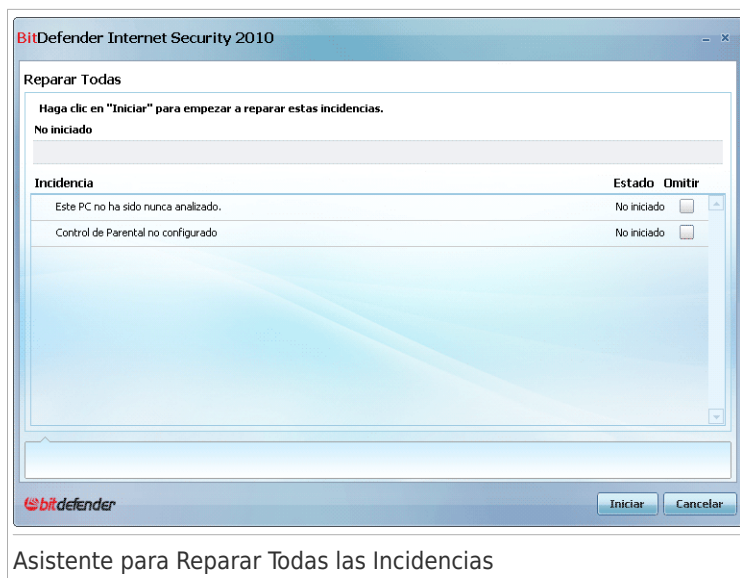 BitDefender Internet Security 2010
Reparar Todas
Haga clic en "Iniciar" para empezar a reparar estas incidencias.
No iniciado
Incidencia Estado Omitir
Este PC no ha sido nunca analizado. No iniciado
Control de Parental no configurado No iniciado
bitdefender Iniciar Cancelar
Asistente para Reparar Todas las Incidencias